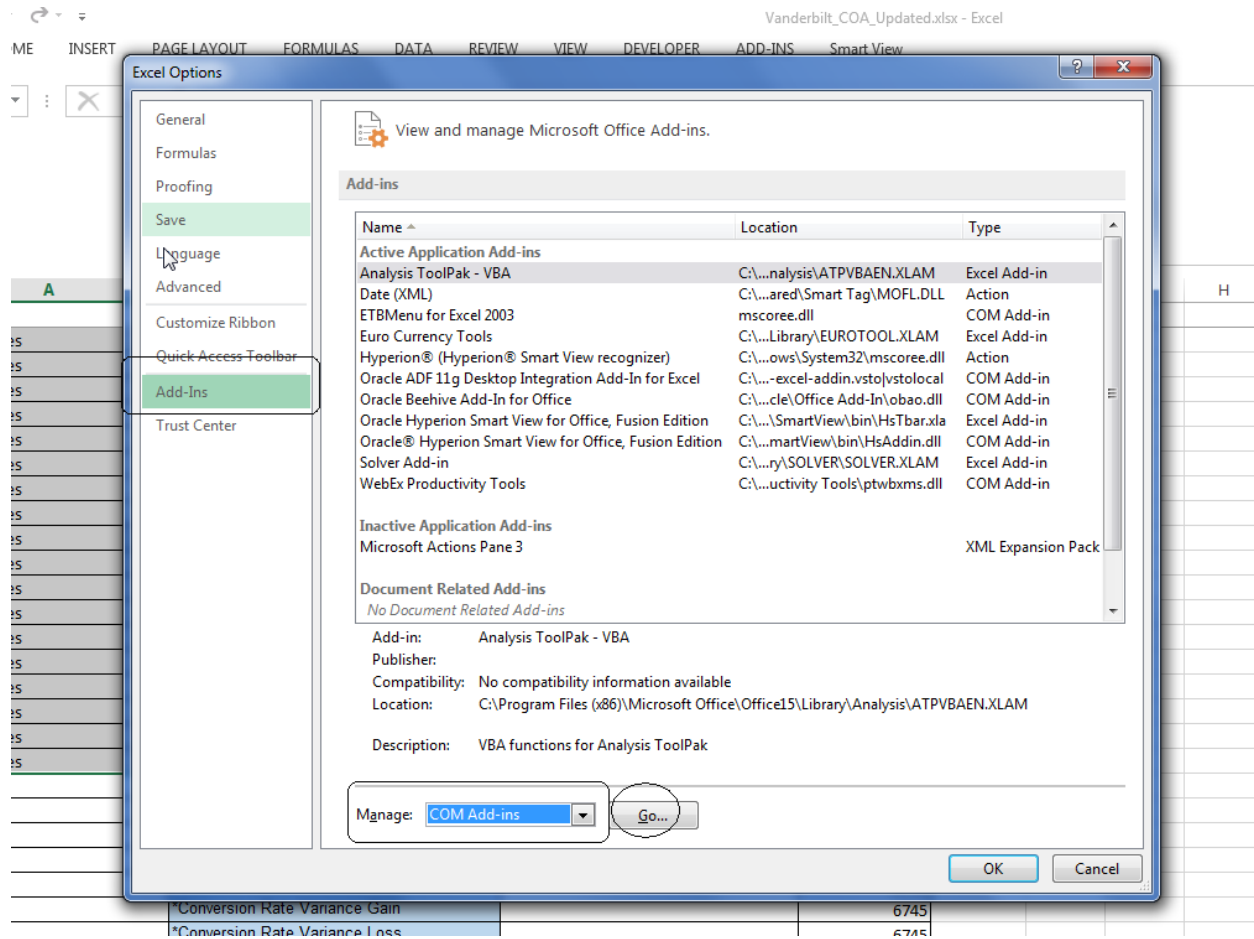 Vanderbilt_COA_Updated.xlsx - Excel
INSERT PAGE LAYOUT FORMULAS DATA REVIEW VIEW DEVELOPER ADD-INS Smart View
Excel Options
General
Formulas
Proofing
Save
Language
Advanced
Customize Ribbon
Quick Access Toolbar
Add-Ins
Trust Center
View and manage Microsoft Office Add-ins.
Add-ins
Name Location Type
Active Application Add-ins
Analysis ToolPak - VBA C:\...nalysis\ATPVBAEN.XLAM Excel Add-in
Date (XML) C:\...ared\Smart Tag\MOFL.DLL Action
ETBMenu for Excel 2003 mscoree.dll COM Add-in
Euro Currency Tools C:\...Library\EUROTOOL.XLAM Excel Add-in
Hyperion® (Hyperion® Smart View recognizer) C:\...ows\System32\mscoree.dll Action
Oracle ADF 11g Desktop Integration Add-In for Excel C:\...-excel-addin.vsto|vstolocal COM Add-in
Oracle Beehive Add-In for Office C:\...cle\Office Add-In\obao.dll COM Add-in
Oracle Hyperion Smart View for Office, Fusion Edition C:\...\SmartView\bin\HsTbar.xla Excel Add-in
Oracle® Hyperion Smart View for Office, Fusion Edition C:\...martView\bin\HsAddin.dll COM Add-in
Solver Add-in C:\...ry\SOLVER\SOLVER.XLAM Excel Add-in
WebEx Productivity Tools C:\...uctivity Tools\ptwbxms.dll COM Add-in
Inactive Application Add-ins
Microsoft Actions Pane 3 XML Expansion Pack
Document Related Add-ins
No Document Related Add-ins
Add-in: Analysis ToolPak - VBA
Publisher:
Compatibility: No compatibility information available
Location: C:\Program Files (x86)\Microsoft Office\Office15\Library\Analysis\ATPVBAEN.XLAM
Description: VBA functions for Analysis ToolPak
Manage: COM Add-ins Go...
OK Cancel
A H
*Conversion Rate Variance Gain 6745
*Conversion Rate Variance Loss 6745